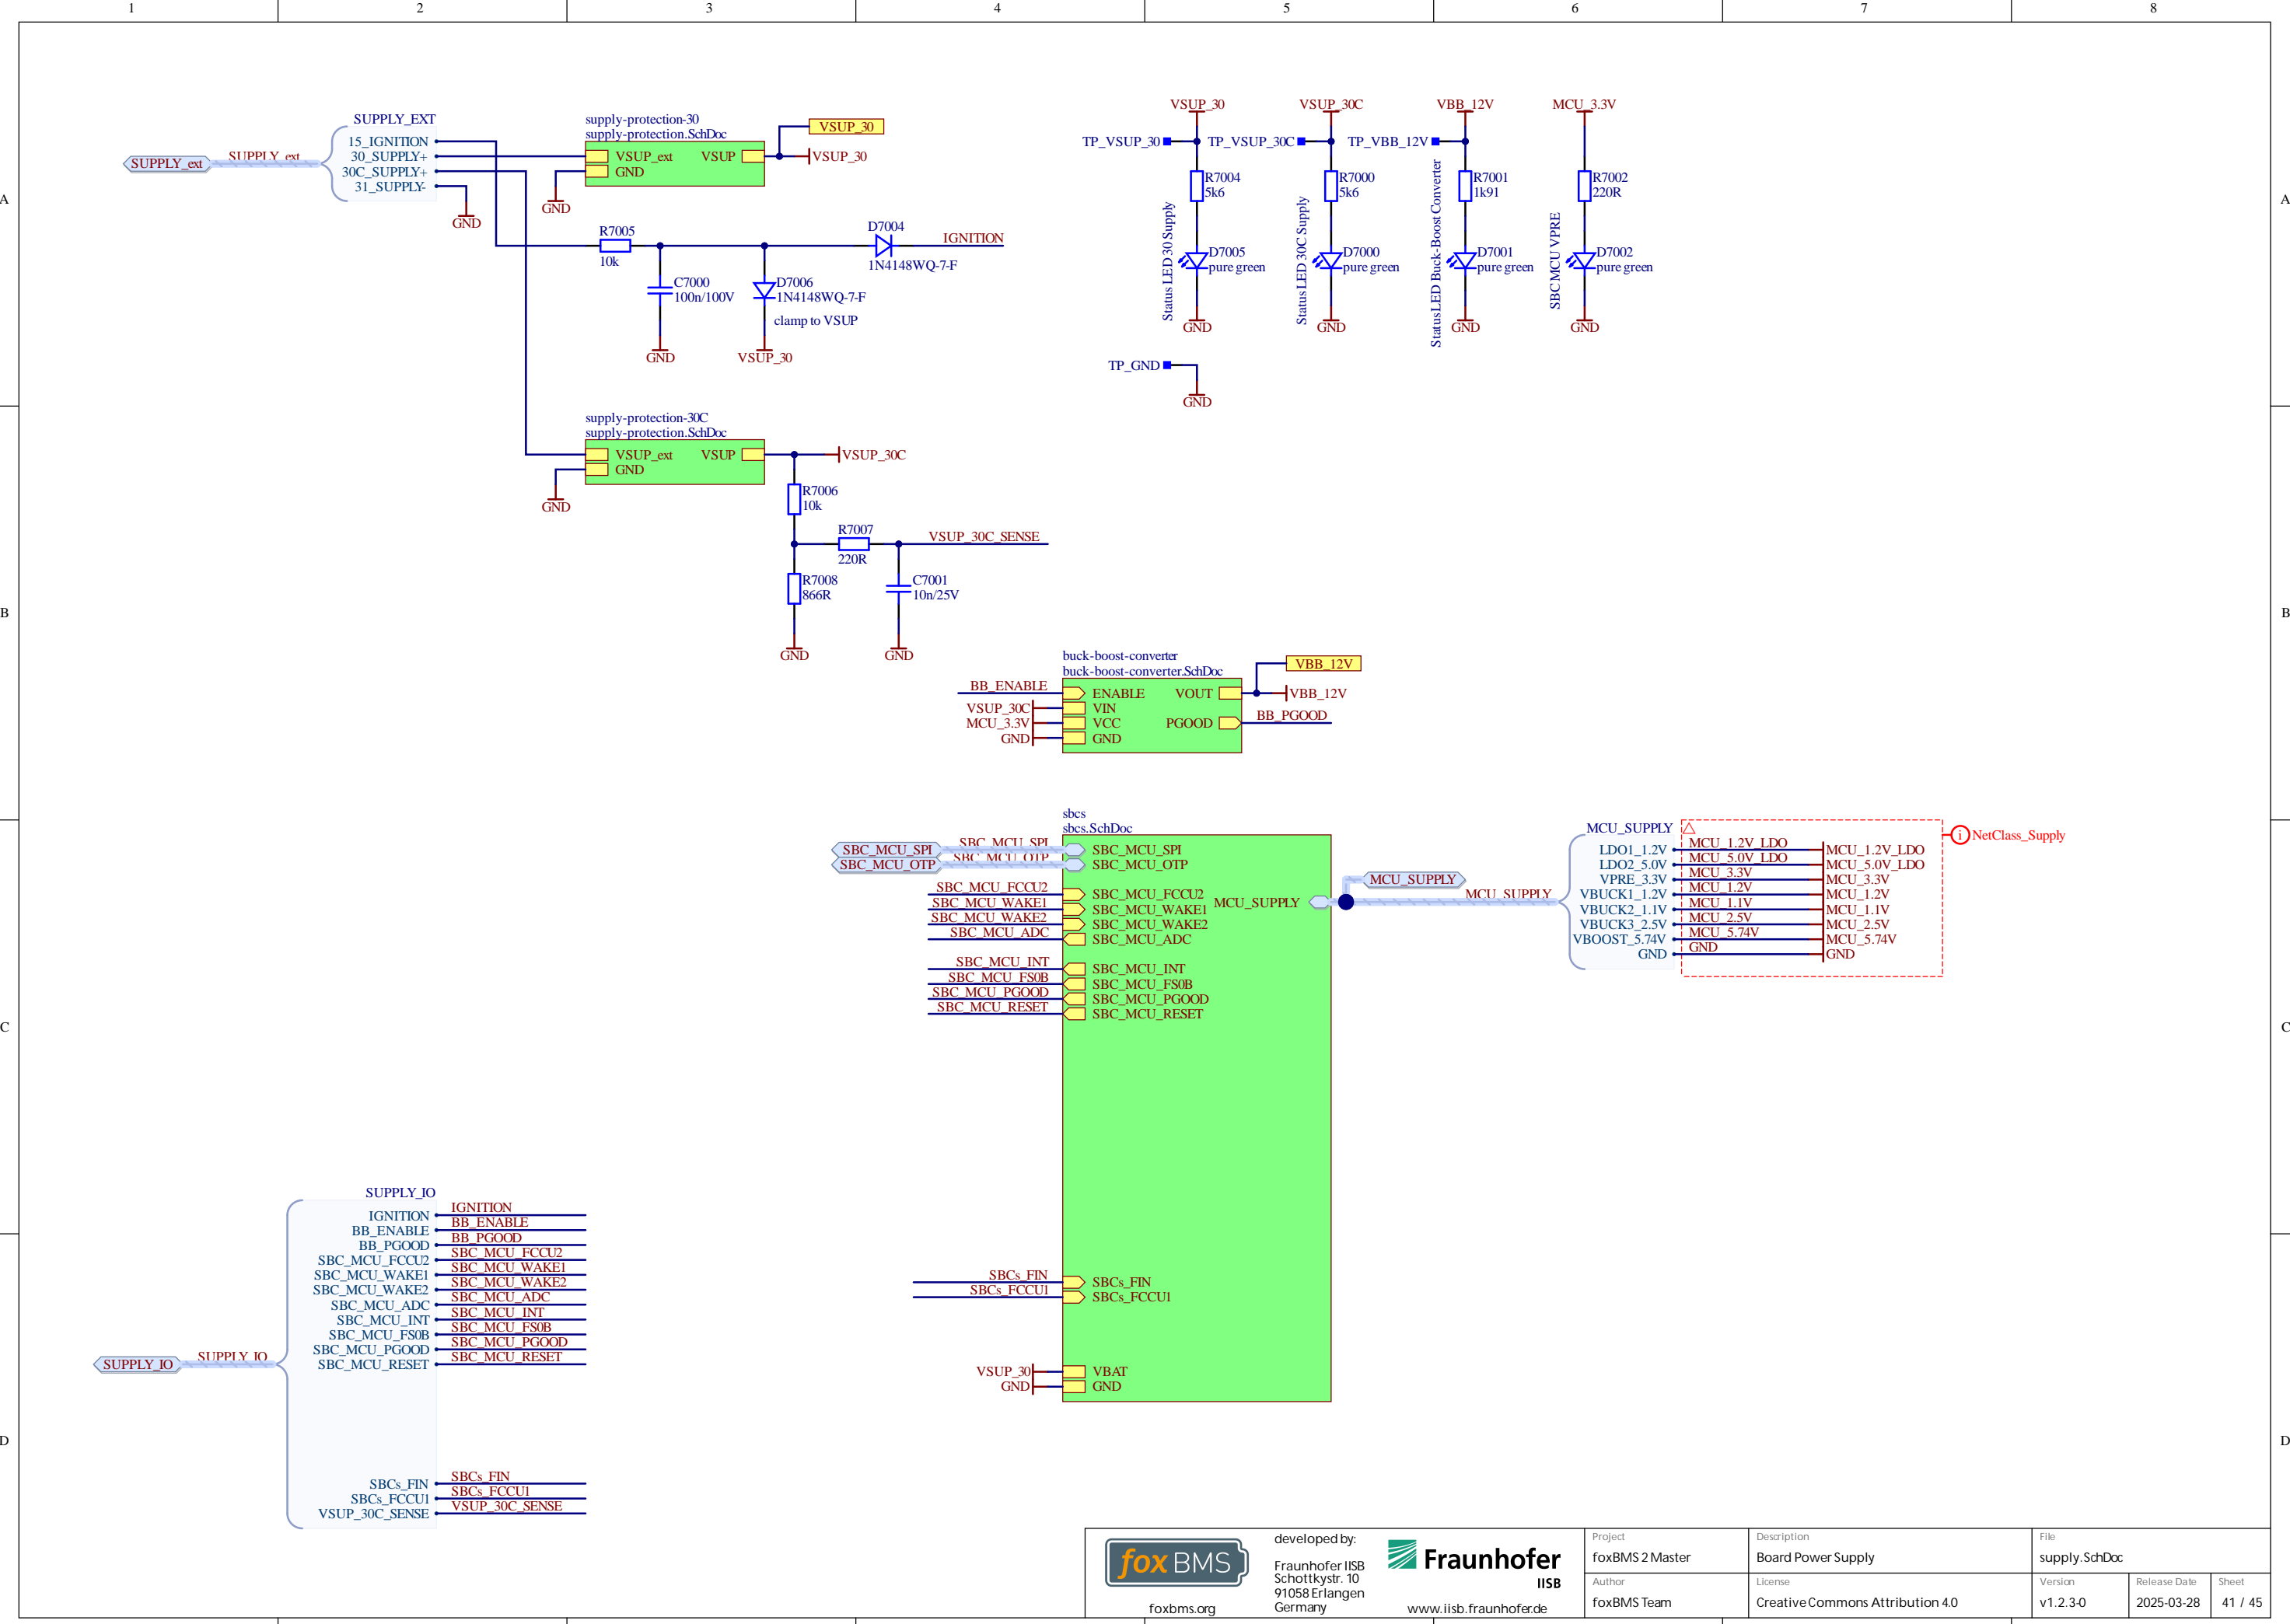 1 2 3 4 5 6 7 8
A A
B B
C C
D D
SUPPLY_ext
SUPPLY_ext
SUPPLY_EXT
15_IGNITION
30_SUPPLY+
30C_SUPPLY+
31_SUPPLY-
GND
supply-protection-30
supply-protection.SchDoc
VSUP_ext VSUP
GND
GND
VSUP_30
VSUP_30
R7005
10k
C7000
100n/100V
GND
D7006
1N4148WQ-7-F
clamp to VSUP
VSUP_30
D7004
1N4148WQ-7-F
IGNITION
VSUP_30
TP_VSUP_30
R7004
5k6
Status LED 30 Supply
D7005
pure green
GND
VSUP_30C
TP_VSUP_30C
R7000
5k6
Status LED 30C Supply
D7000
pure green
GND
VBB_12V
TP_VBB_12V
R7001
1k91
Status LED Buck-Boost Converter
D7001
pure green
GND
MCU_3.3V
R7002
220R
SBC MCU VPRE
D7002
pure green
GND
TP_GND
GND
supply-protection-30C
supply-protection.SchDoc
VSUP_ext VSUP
GND
GND
VSUP_30C
R7006
10k
R7007
220R
VSUP_30C_SENSE
R7008
866R
C7001
10n/25V
GND
GND
buck-boost-converter
buck-boost-converter.SchDoc
BB_ENABLE
VSUP_30C
MCU_3.3V
GND
ENABLE VOUT
VIN
VCC PGOOD
GND
VBB_12V
VBB_12V
BB_PGOOD
sbcs
sbcs.SchDoc
SBC_MCU_SPI SBC_MCU_SPI SBC_MCU_SPI
SBC_MCU_OTP SBC_MCU_OTP SBC_MCU_OTP
SBC_MCU_FCCU2 SBC_MCU_FCCU2
SBC_MCU_WAKE1 SBC_MCU_WAKE1
SBC_MCU_WAKE2 SBC_MCU_WAKE2
SBC_MCU_ADC SBC_MCU_ADC
SBC_MCU_INT SBC_MCU_INT
SBC_MCU_FS0B SBC_MCU_FS0B
SBC_MCU_PGOOD SBC_MCU_PGOOD
SBC_MCU_RESET SBC_MCU_RESET
MCU_SUPPLY
MCU_SUPPLY
MCU_SUPPLY
SBCs_FIN SBCs_FIN
SBCs_FCCU1 SBCs_FCCU1
VSUP_30 VBAT
GND GND
MCU_SUPPLY
LDO1_1.2V MCU_1.2V_LDO MCU_1.2V_LDO
LDO2_5.0V MCU_5.0V_LDO MCU_5.0V_LDO
VPRE_3.3V MCU_3.3V MCU_3.3V
VBUCK1_1.2V MCU_1.2V MCU_1.2V
VBUCK2_1.1V MCU_1.1V MCU_1.1V
VBUCK3_2.5V MCU_2.5V MCU_2.5V
VBOOST_5.74V MCU_5.74V MCU_5.74V
GND GND GND
i NetClass_Supply
SUPPLY_IO
SUPPLY_IO
SUPPLY_IO
IGNITION IGNITION
BB_ENABLE BB_ENABLE
BB_PGOOD BB_PGOOD
SBC_MCU_FCCU2 SBC_MCU_FCCU2
SBC_MCU_WAKE1 SBC_MCU_WAKE1
SBC_MCU_WAKE2 SBC_MCU_WAKE2
SBC_MCU_ADC SBC_MCU_ADC
SBC_MCU_INT SBC_MCU_INT
SBC_MCU_FS0B SBC_MCU_FS0B
SBC_MCU_PGOOD SBC_MCU_PGOOD
SBC_MCU_RESET SBC_MCU_RESET
SBCs_FIN SBCs_FIN
SBCs_FCCU1 SBCs_FCCU1
VSUP_30C_SENSE VSUP_30C_SENSE
fox BMS
foxbms.org
developed by:
Fraunhofer IISB
Schottkystr. 10
91058 Erlangen
Germany
Fraunhofer
IISB
www.iisb.fraunhofer.de
Project
foxBMS 2 Master
Author
foxBMS Team
Description
Board Power Supply
License
Creative Commons Attribution 4.0
File
supply.SchDoc
Version
v1.2.3-0
Release Date
2025-03-28
Sheet
41 / 45
1 2 3 4